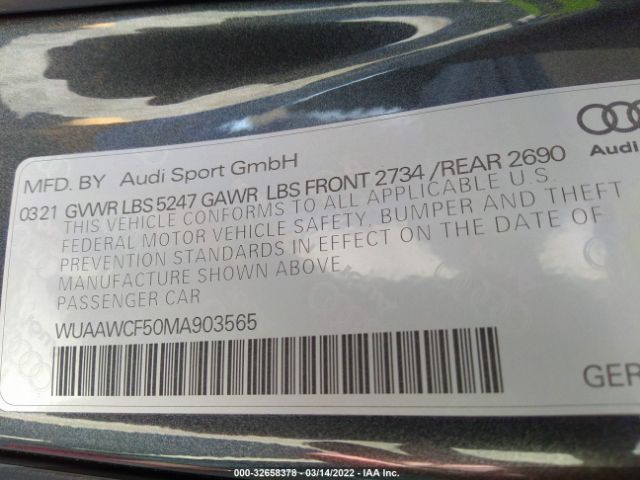 MFD. BY Audi Sport GmbH
Audi
0321 GVWR LBS 5247 GAWR LBS FRONT 2734 /REAR 2690
THIS VEHICLE CONFORMS TO ALL APPLICABLE U.S.
FEDERAL MOTOR VEHICLE SAFETY, BUMPER AND THEFT
PREVENTION STANDARDS IN EFFECT ON THE DATE OF
MANUFACTURE SHOWN ABOVE.
PASSENGER CAR
WUAAWCF50MA903565
GER
000-32658378 - 03/14/2022 - IAA Inc.